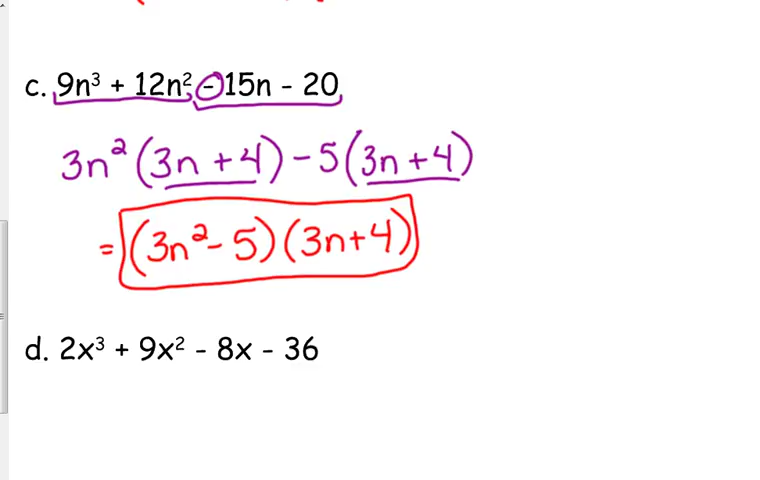 c. 9n³ + 12n² - 15n - 20
3n² (3n + 4) - 5 (3n + 4)
= (3n² - 5) (3n + 4)
d. 2x³ + 9x² - 8x - 36